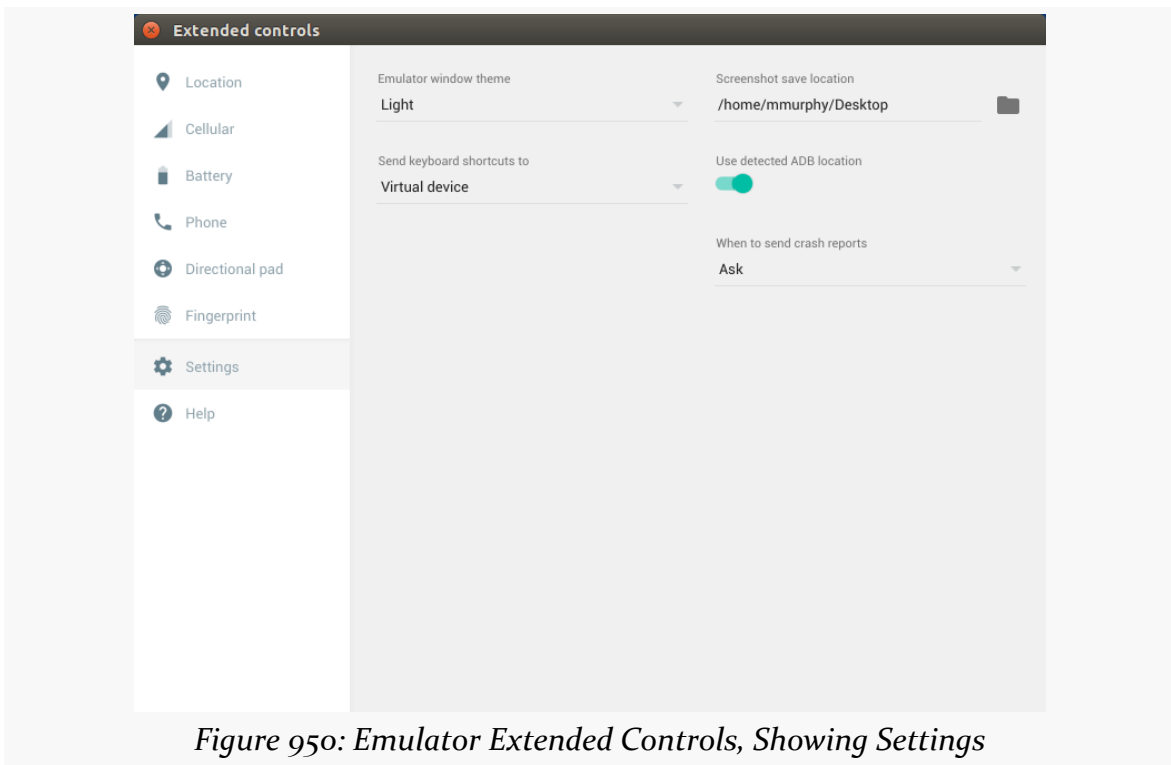 Extended controls
Location
Cellular
Battery
Phone
Directional pad
Fingerprint
Settings
Help
Emulator window theme
Light
Send keyboard shortcuts to
Virtual device
Screenshot save location
/home/mmurphy/Desktop
Use detected ADB location
When to send crash reports
Ask
Figure 950: Emulator Extended Controls, Showing Settings